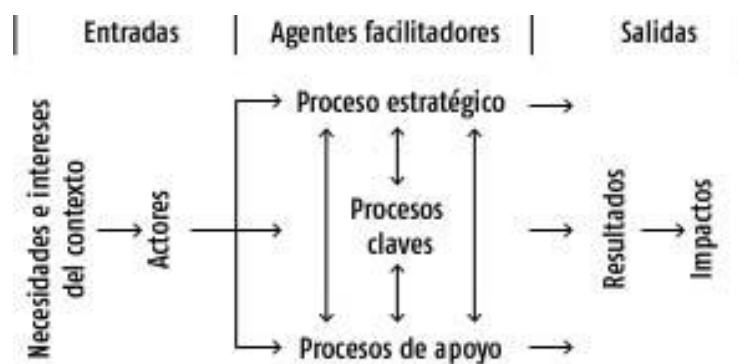 Entradas
Agentes facilitadores
Salidas
Necesidades e intereses
del contexto
Actores
Proceso estratégico
Procesos
claves
Procesos de apoyo
Resultados
Impactos